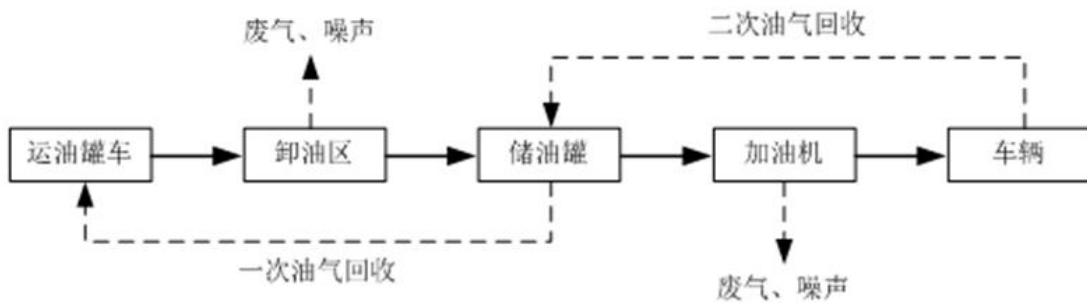 废气、噪声
二次油气回收
运油罐车
卸油区
储油罐
加油机
车辆
一次油气回收
废气、噪声